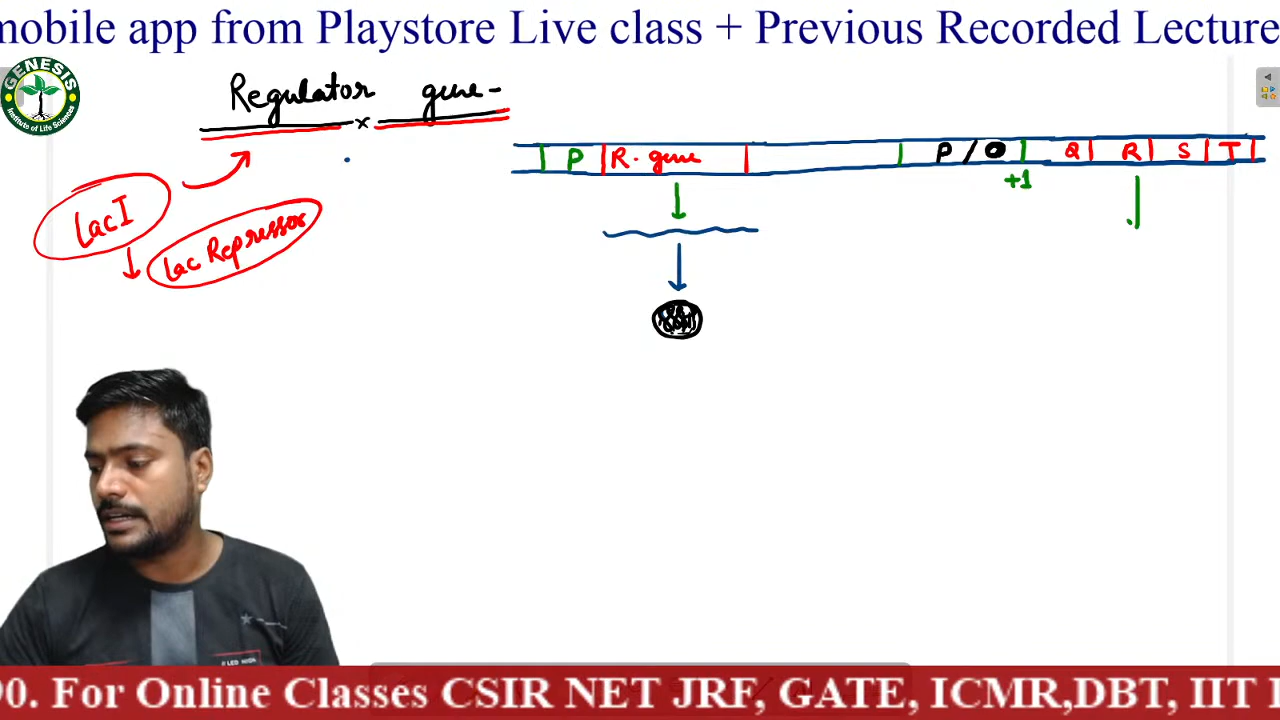 mobile app from Playstore Live class + Previous Recorded Lecture
GENESIS
Institute of Life Sciences
Regulator gene-
P R. gene P/O Q R S T
+1
LacI
Lac Repressor
90. For Online Classes CSIR NET JRF, GATE, ICMR,DBT, IIT